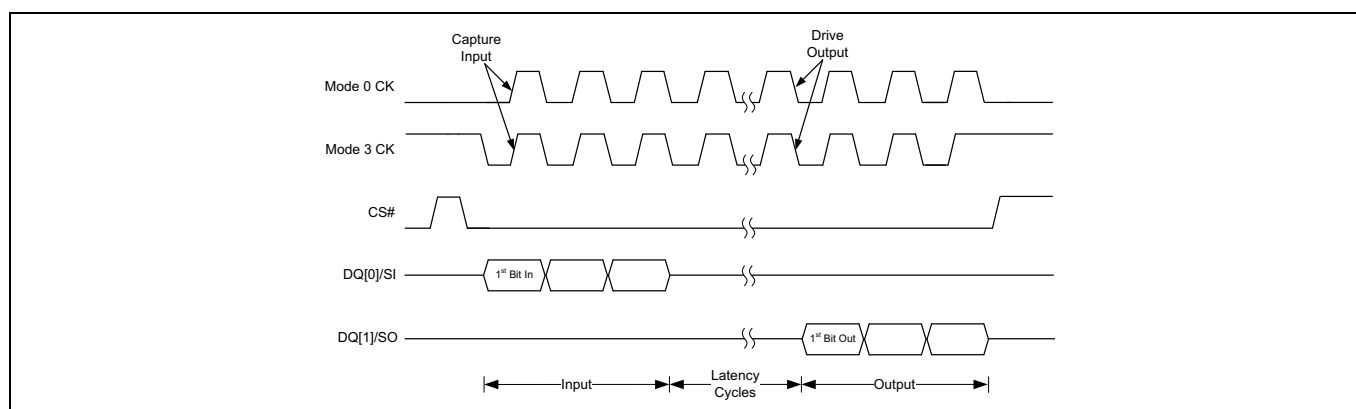 Capture
Input
Drive
Output
Mode 0 CK
Mode 3 CK
CS#
DQ[0]/SI
1st Bit In
DQ[1]/SO
1st Bit Out
Input
Latency
Cycles
Output